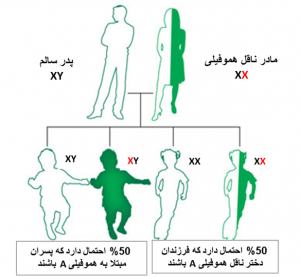 پدر سالم
XY
مادر ناقل هموفیلی
XX
XY
XY
XX
XX
50% احتمال دارد که پسران
مبتلا به هموفیلی A باشند
50% احتمال دارد که فرزندان
دختر ناقل هموفیلی A باشند